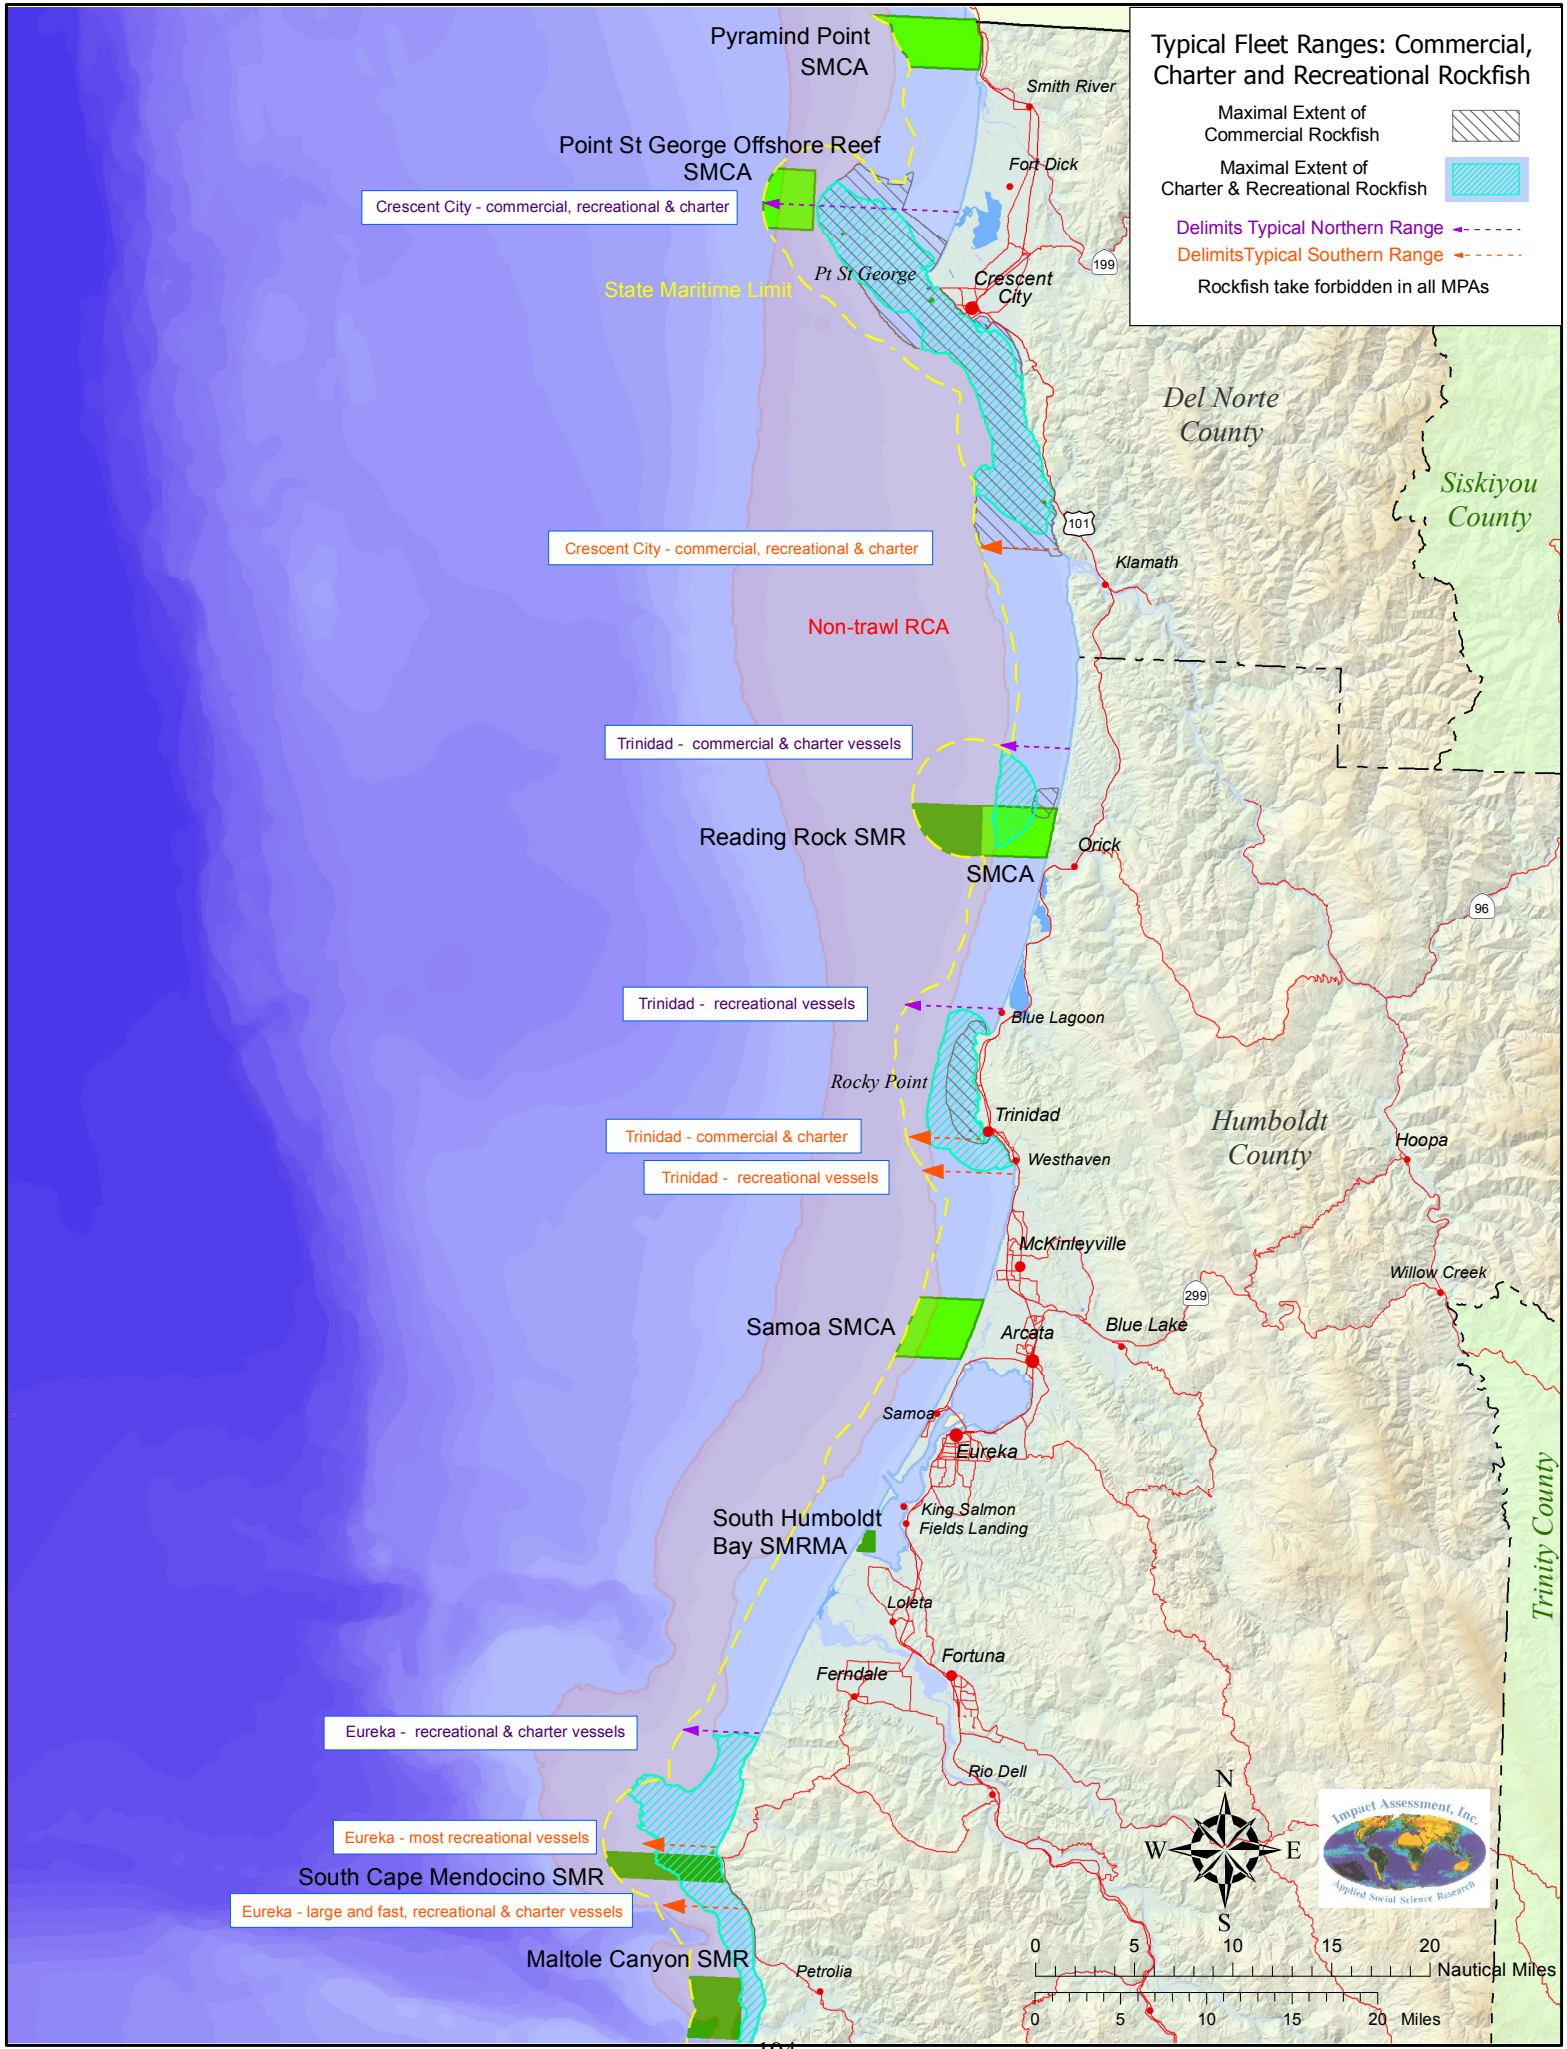 Typical Fleet Ranges: Commercial,
Charter and Recreational Rockfish
Maximal Extent of
Commercial Rockfish
Maximal Extent of
Charter & Recreational Rockfish
Delimits Typical Northern Range
DelimitsTypical Southern Range
Rockfish take forbidden in all MPAs
Pyramind Point
SMCA
Smith River
Point St George Offshore Reef
SMCA
Fort Dick
Crescent City - commercial, recreational & charter
199
Pt St George
Crescent
City
State Maritime Limit
Del Norte
County
Siskiyou
County
101
Crescent City - commercial, recreational & charter
Klamath
Non-trawl RCA
Trinidad - commercial & charter vessels
Reading Rock SMR
Orick
SMCA
96
Trinidad - recreational vessels
Blue Lagoon
Rocky Point
Trinidad
Humboldt
County
Trinidad - commercial & charter
Hoopa
Westhaven
Trinidad - recreational vessels
McKinleyville
Willow Creek
299
Samoa SMCA
Arcata
Blue Lake
Samoa
Eureka
King Salmon
Fields Landing
South Humboldt
Bay SMRMA
Trinity County
Loleta
Fortuna
Ferndale
Eureka - recreational & charter vessels
Rio Dell
N
W
E
S
Impact Assessment, Inc.
Applied Social Science Research
Eureka - most recreational vessels
South Cape Mendocino SMR
Eureka - large and fast, recreational & charter vessels
Maltole Canyon SMR
Petrolia
0 5 10 15 20
Nautical Miles
0 5 10 15 20 Miles